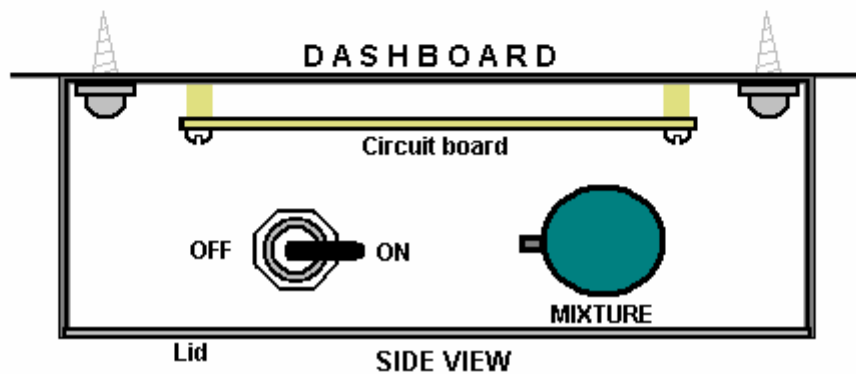 DASHBOARD
Circuit board
OFF
ON
MIXTURE
Lid
SIDE VIEW